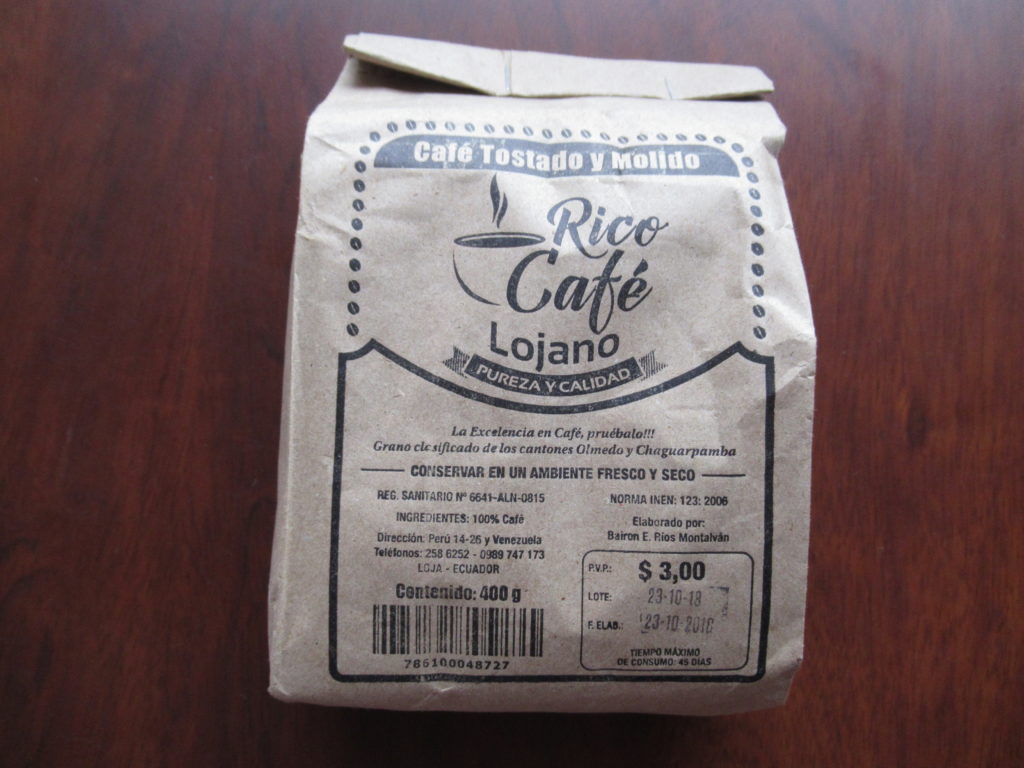 Café Tostado y Molido
Rico
Café
Lojano
PUREZA Y CALIDAD
La Excelencia en Café, pruébalo!!!
Grano clc sificado de los cantones Olmedo y Chaguarpamba
CONSERVAR EN UN AMBIENTE FRESCO Y SECO
REG. SANITARIO Nº 6641-ALN-0815
INGREDIENTES: 100% Café
Dirección: Perú 14-26 y Venezuela
Teléfonos: 258 6252 - 0989 747 173
LOJA - ECUADOR
Contenido: 400 g
786100048727
NORMA INEN: 123: 2006
Elaborado por:
Bairon E. Rios Montalván
P.V.P.: $ 3,00
LOTE: 23-10-18
F. ELAB.: 23-10-2018
TIEMPO MÁXIMO
DE CONSUMO: 45 DIAS